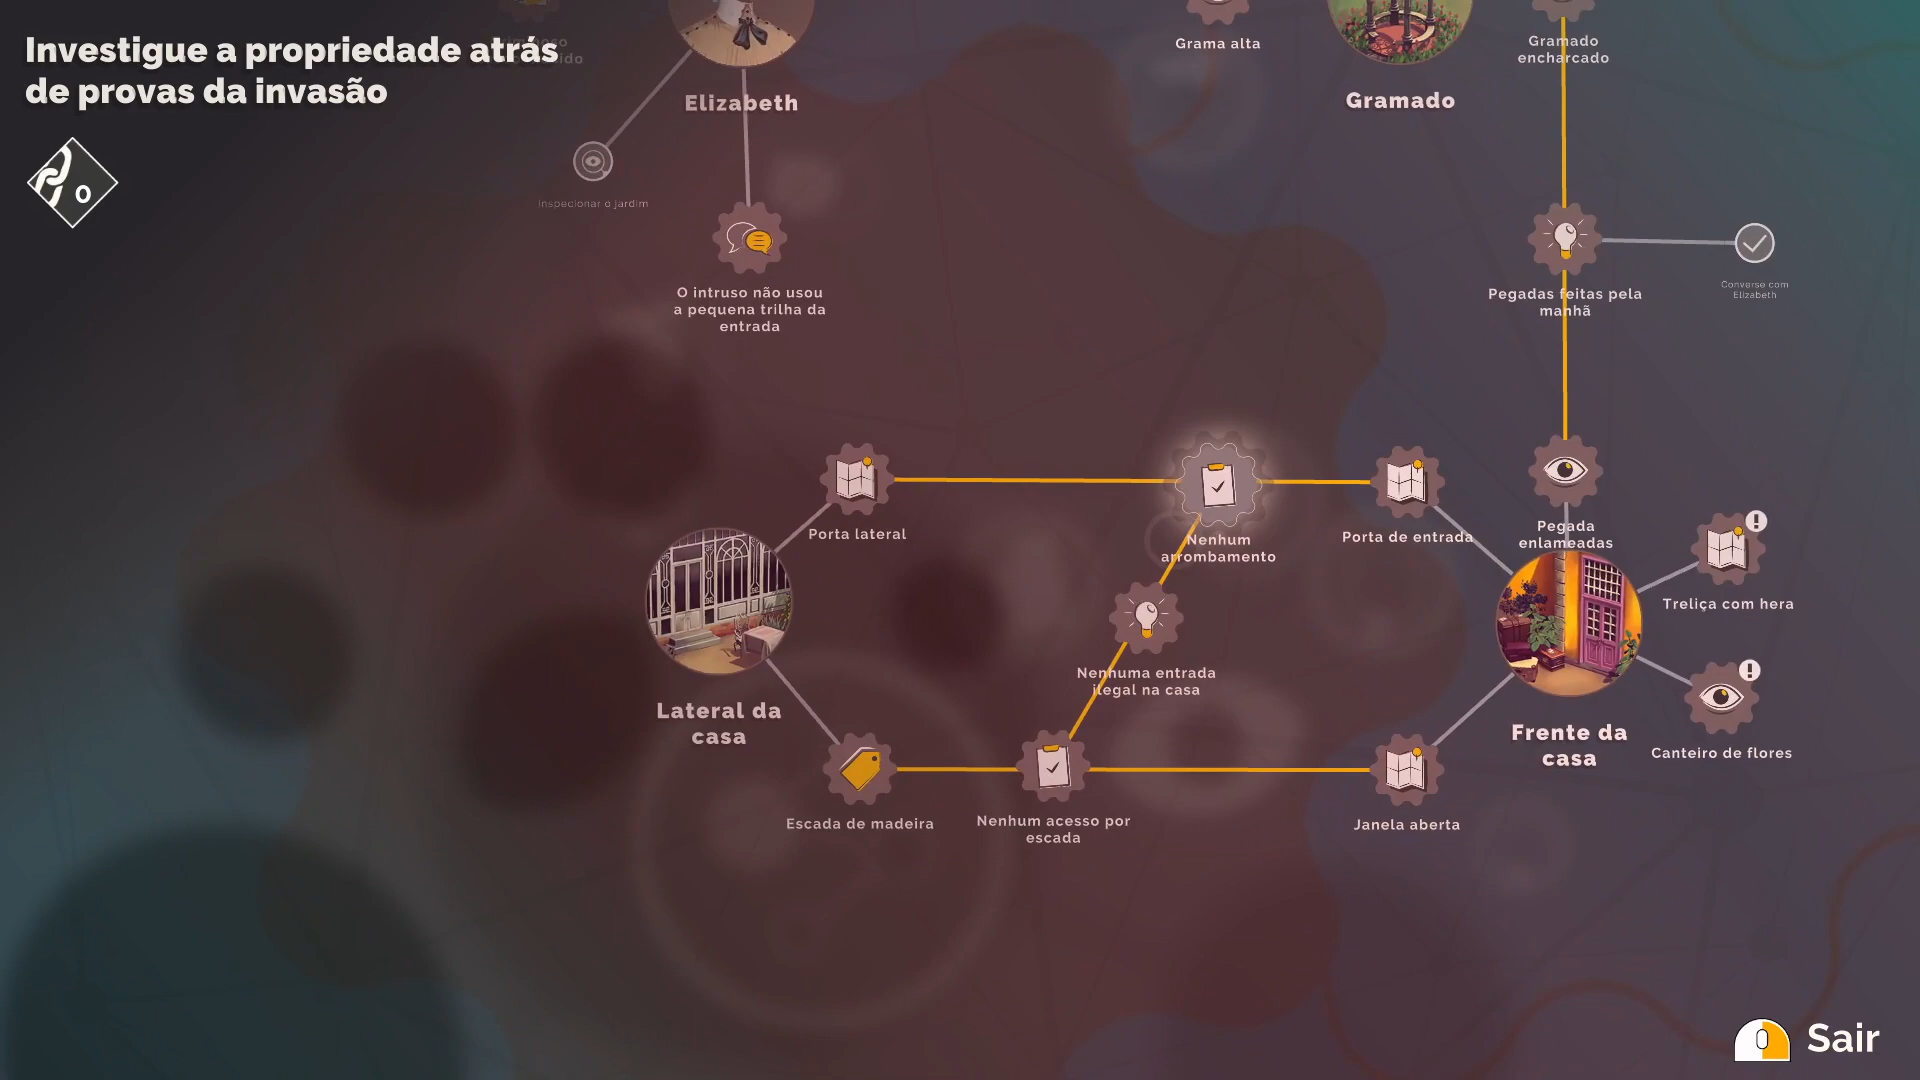 Investigue a propriedade atrás
de provas da invasão
0
Elizabeth
Grama alta
Gramado
Gramado
encharcado
Inspecionar o jardim
O intruso não usou
a pequena trilha da
entrada
Pegadas feitas pela
manhã
Converse com
Elizabeth
Porta lateral
Nenhum
arrombamento
Porta de entrada
Pegada
enlameadas
Treliça com hera
Nenhuma entrada
ilegal na casa
Lateral da
casa
Frente da
casa
Canteiro de flores
Escada de madeira
Nenhum acesso por
escada
Janela aberta
Sair